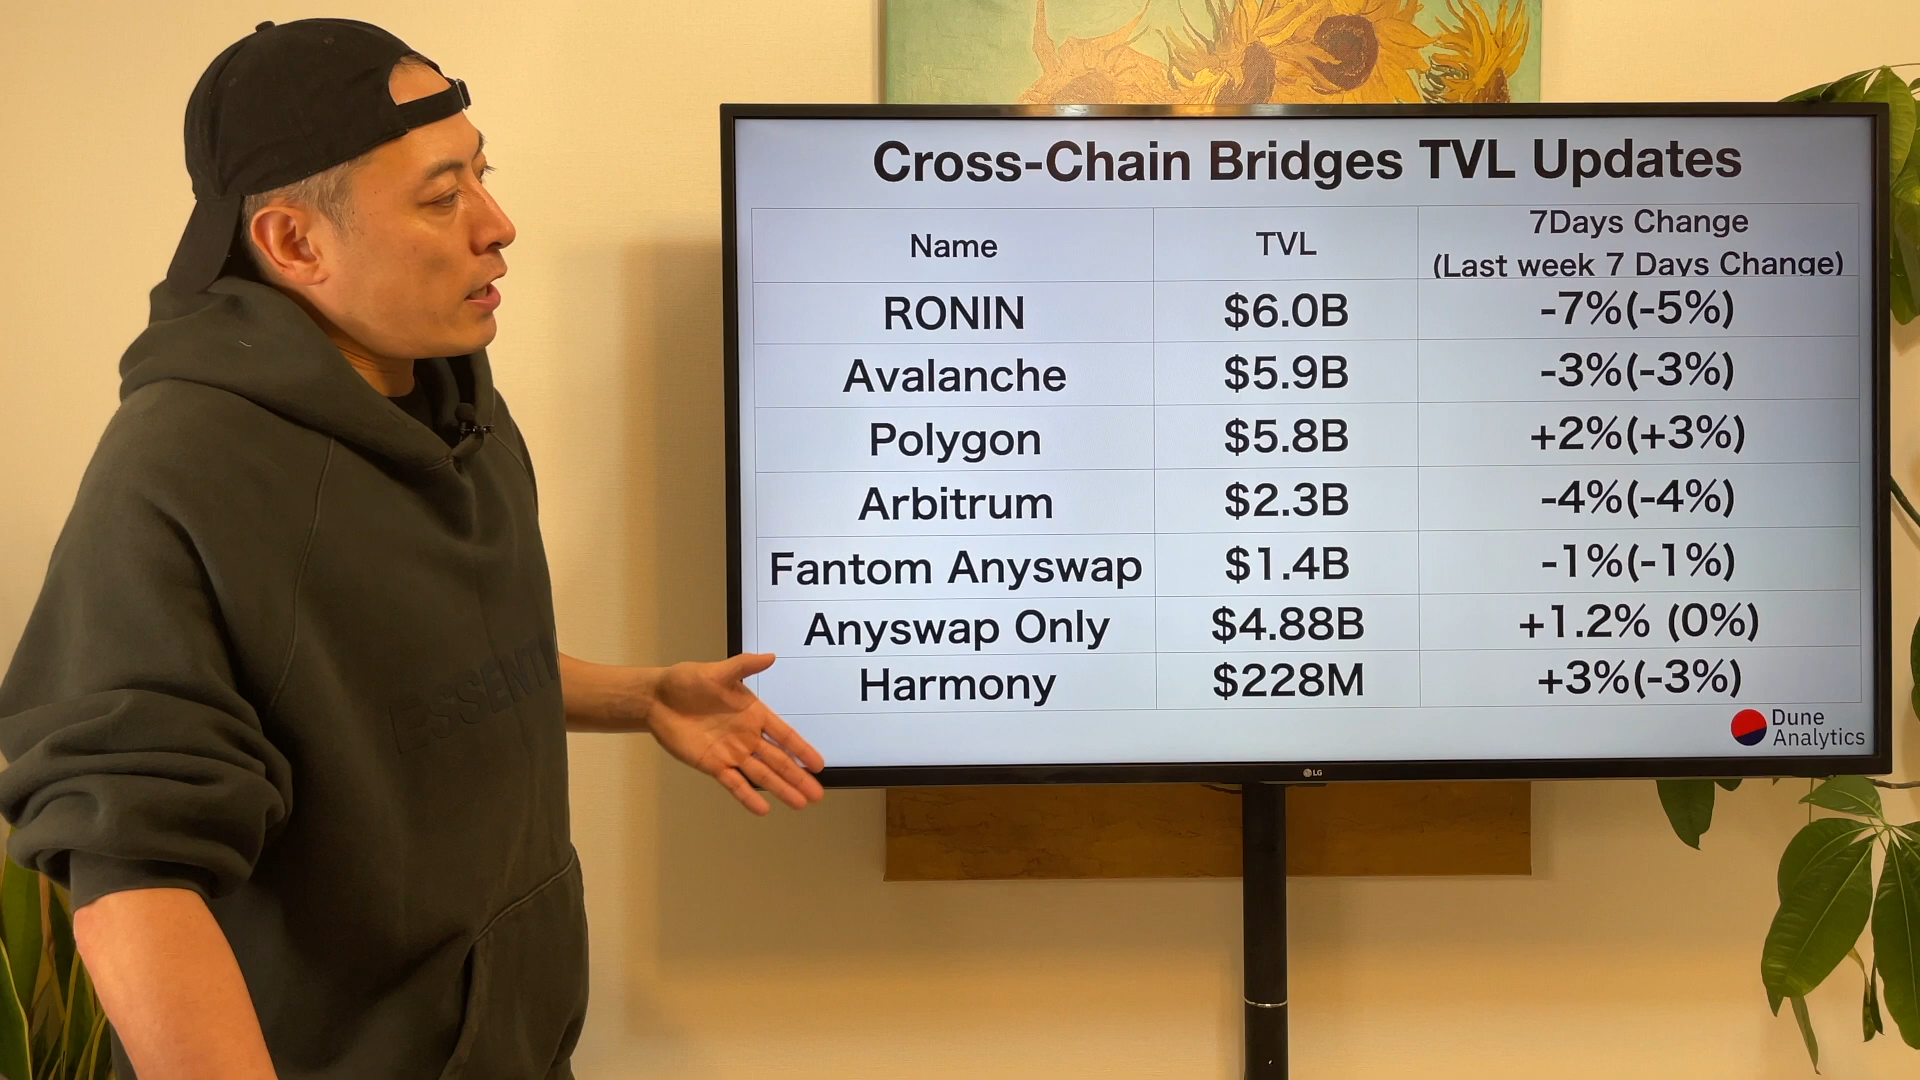 Cross-Chain Bridges TVL Updates
Name TVL 7Days Change
(Last week 7 Days Change)
RONIN $6.0B -7%(-5%)
Avalanche $5.9B -3%(-3%)
Polygon $5.8B +2%(+3%)
Arbitrum $2.3B -4%(-4%)
Fantom Anyswap $1.4B -1%(-1%)
Anyswap Only $4.88B +1.2% (0%)
Harmony $228M +3%(-3%)
Dune
Analytics
LG